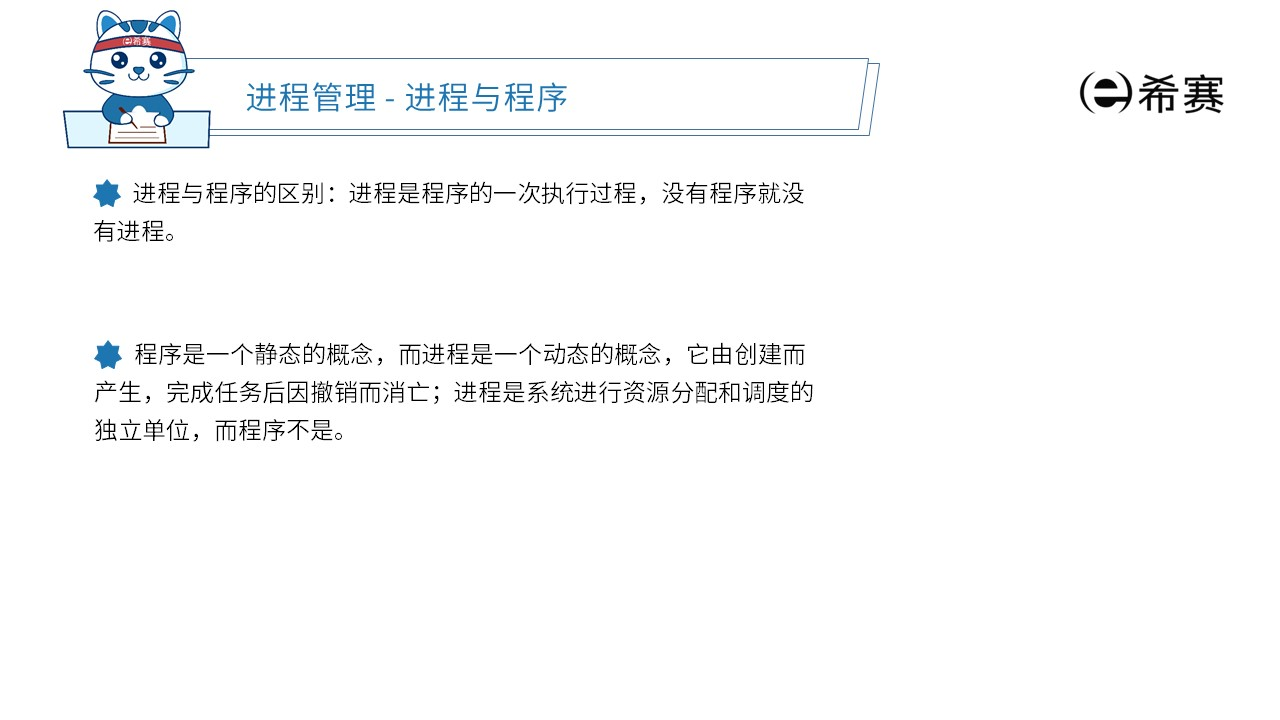 希赛
进程管理 - 进程与程序
希赛
进程与程序的区别：进程是程序的一次执行过程，没有程序就没
有进程。
程序是一个静态的概念，而进程是一个动态的概念，它由创建而
产生，完成任务后因撤销而消亡；进程是系统进行资源分配和调度的
独立单位，而程序不是。